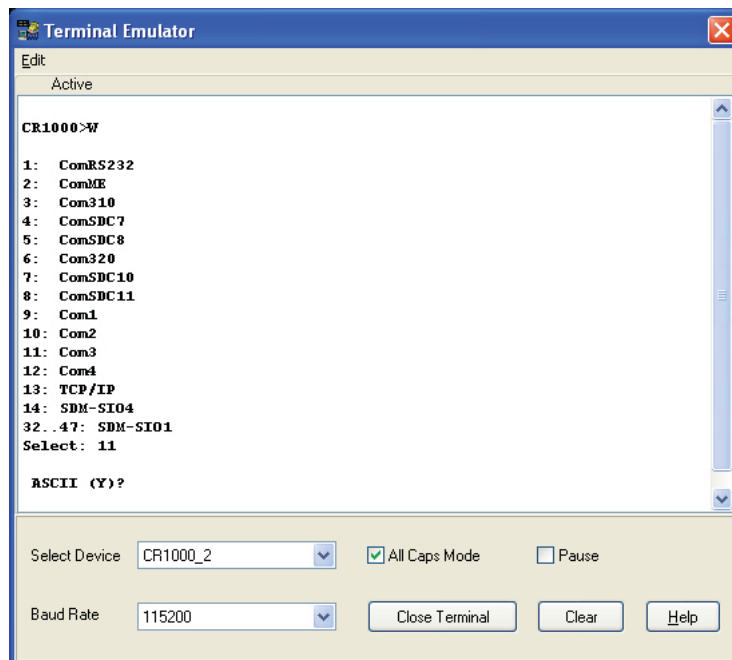 Terminal Emulator
Edit
Active
CR1000>W
1: ComRS232
2: ComME
3: Com310
4: ComSDC7
5: ComSDC8
6: Com320
7: ComSDC10
8: ComSDC11
9: Com1
10: Com2
11: Com3
12: Com4
13: TCP/IP
14: SDM-SIO4
32..47: SDM-SIO1
Select: 11
ASCII (Y)?
Select Device CR1000_2 All Caps Mode Pause
Baud Rate 115200 Close Terminal Clear Help